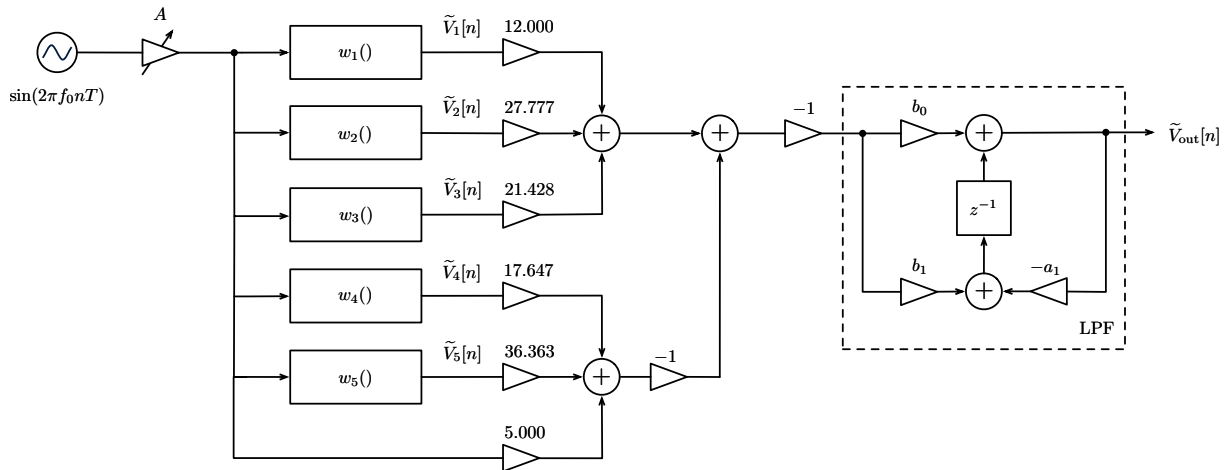 A
sin(2πf₀nT)
w₁()
Ṽ₁[n]
12.000
w₂()
Ṽ₂[n]
27.777
+
+
−1
w₃()
Ṽ₃[n]
21.428
w₄()
Ṽ₄[n]
17.647
w₅()
Ṽ₅[n]
36.363
+
−1
5.000
b₀
+
Ṽout[n]
z⁻¹
b₁
+
−a₁
LPF